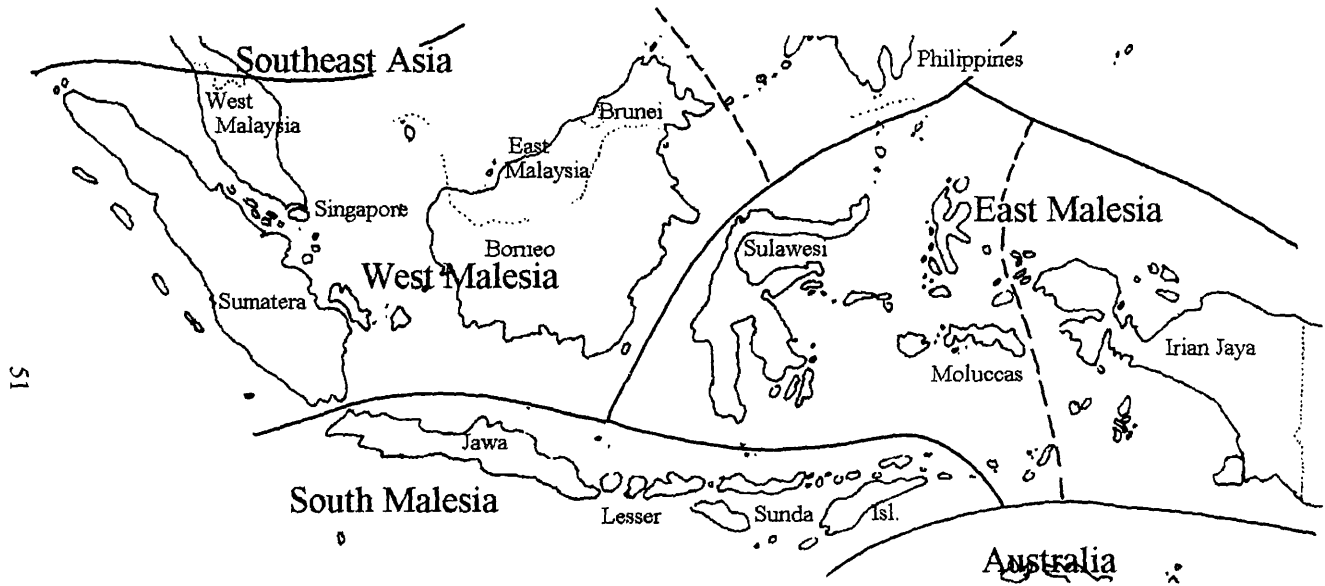 Southeast Asia
Philippines
West
Malaysia
Brunei
East
Malaysia
Singapore
East Malesia
Borneo
Sulawesi
West Malesia
Sumatera
Irian Jaya
Moluccas
51
Jawa
South Malesia
Lesser
Sunda
Isl.
Australia